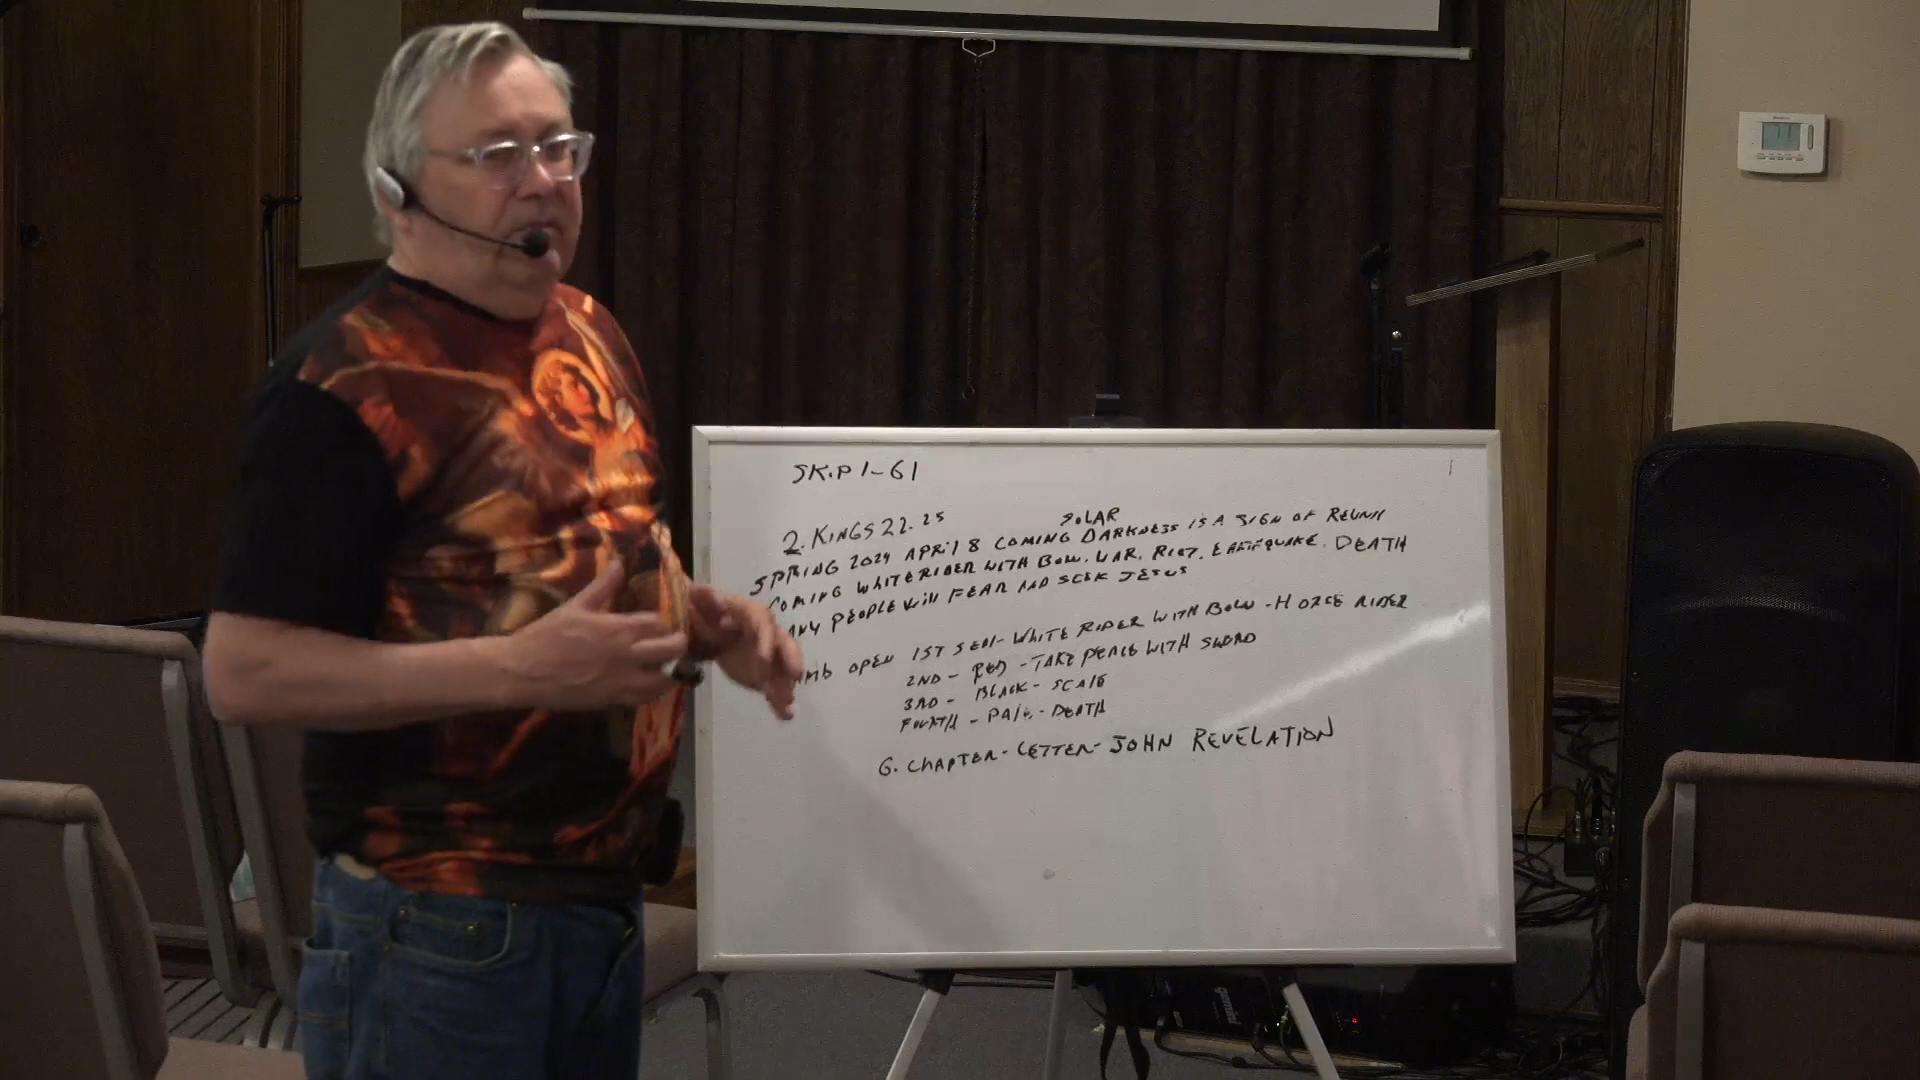 SKIP 1-61
2. KINGS 22. 25
SOLAR
SPRING 2024 APRIL 8 COMING DARKNESS IS A SIGN OF
COMING WHITE RIDER WITH BOW. WAR. RIOT. EARTHQUAKE. DEATH
PEOPLE WILL FEAR AND SEEK JESUS
OPEN 1ST SEAL- WHITE RIDER WITH BOW - HORSE RIDER
2ND - RED - TAKE PEACE WITH SWORD
3RD - BLACK - SCALE
FOURTH - PALE - DEATH
6. CHAPTER - LETTER - JOHN REVELATION
gemini